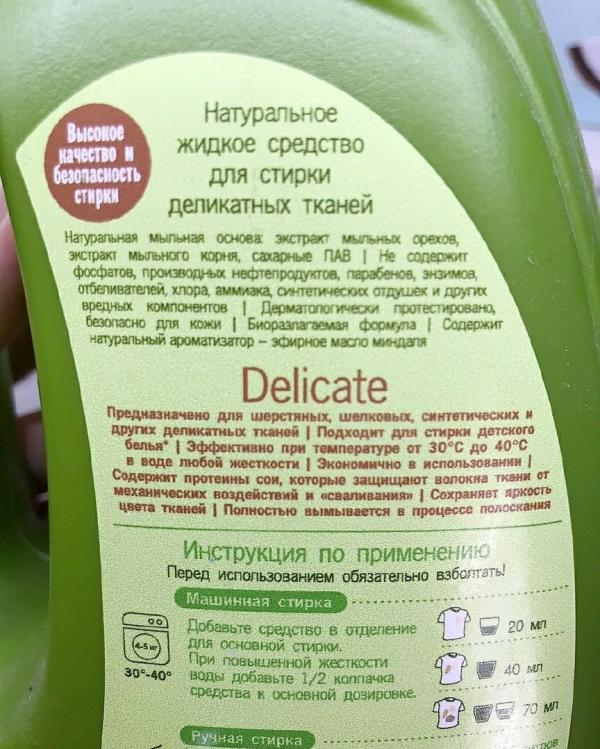 Высокое
качество и
безопасность
стирки
Натуральное
жидкое средство
для стирки
деликатных тканей
Натуральная мыльная основа: экстракт мыльных орехов,
экстракт мыльного корня, сахарные ПАВ | Не содержит
фосфатов, производных нефтепродуктов, парабенов, энзимов,
отбеливателей, хлора, аммиака, синтетических отдушек и других
вредных компонентов | Дерматологически протестировано,
безопасно для кожи | Биоразлагаемая формула | Содержит
натуральный ароматизатор – эфирное масло миндаля
Delicate
Предназначено для шерстяных, шелковых, синтетических и
других деликатных тканей | Подходит для стирки детского
белья* | Эффективно при температуре от 30°С до 40°С
в воде любой жесткости | Экономично в использовании |
Содержит протеины сои, которые защищают волокна ткани от
механических воздействий и «сваливания» | Сохраняет яркость
цвета тканей | Полностью вымывается в процессе полоскания
Инструкция по применению
Перед использованием обязательно взболтать!
Машинная стирка
4-5 кг
30°-40°
Добавьте средство в отделение
для основной стирки.
При повышенной жесткости
воды добавьте 1/2 колпачка
средства к основной дозировке.
20 мл
40 мл
70 мл
Ручная стирка